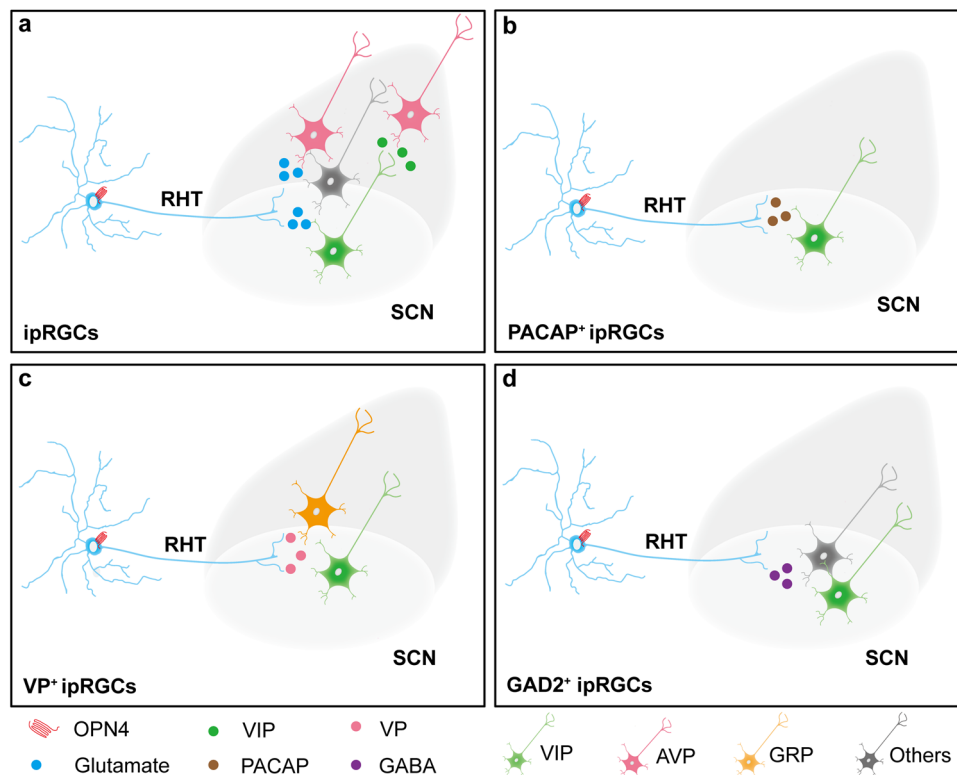 a
RHT
SCN
ipRGCs
b
RHT
SCN
PACAP⁺ ipRGCs
c
RHT
SCN
VP⁺ ipRGCs
d
RHT
SCN
GAD2⁺ ipRGCs
OPN4 VIP VP
Glutamate PACAP GABA
VIP AVP GRP Others